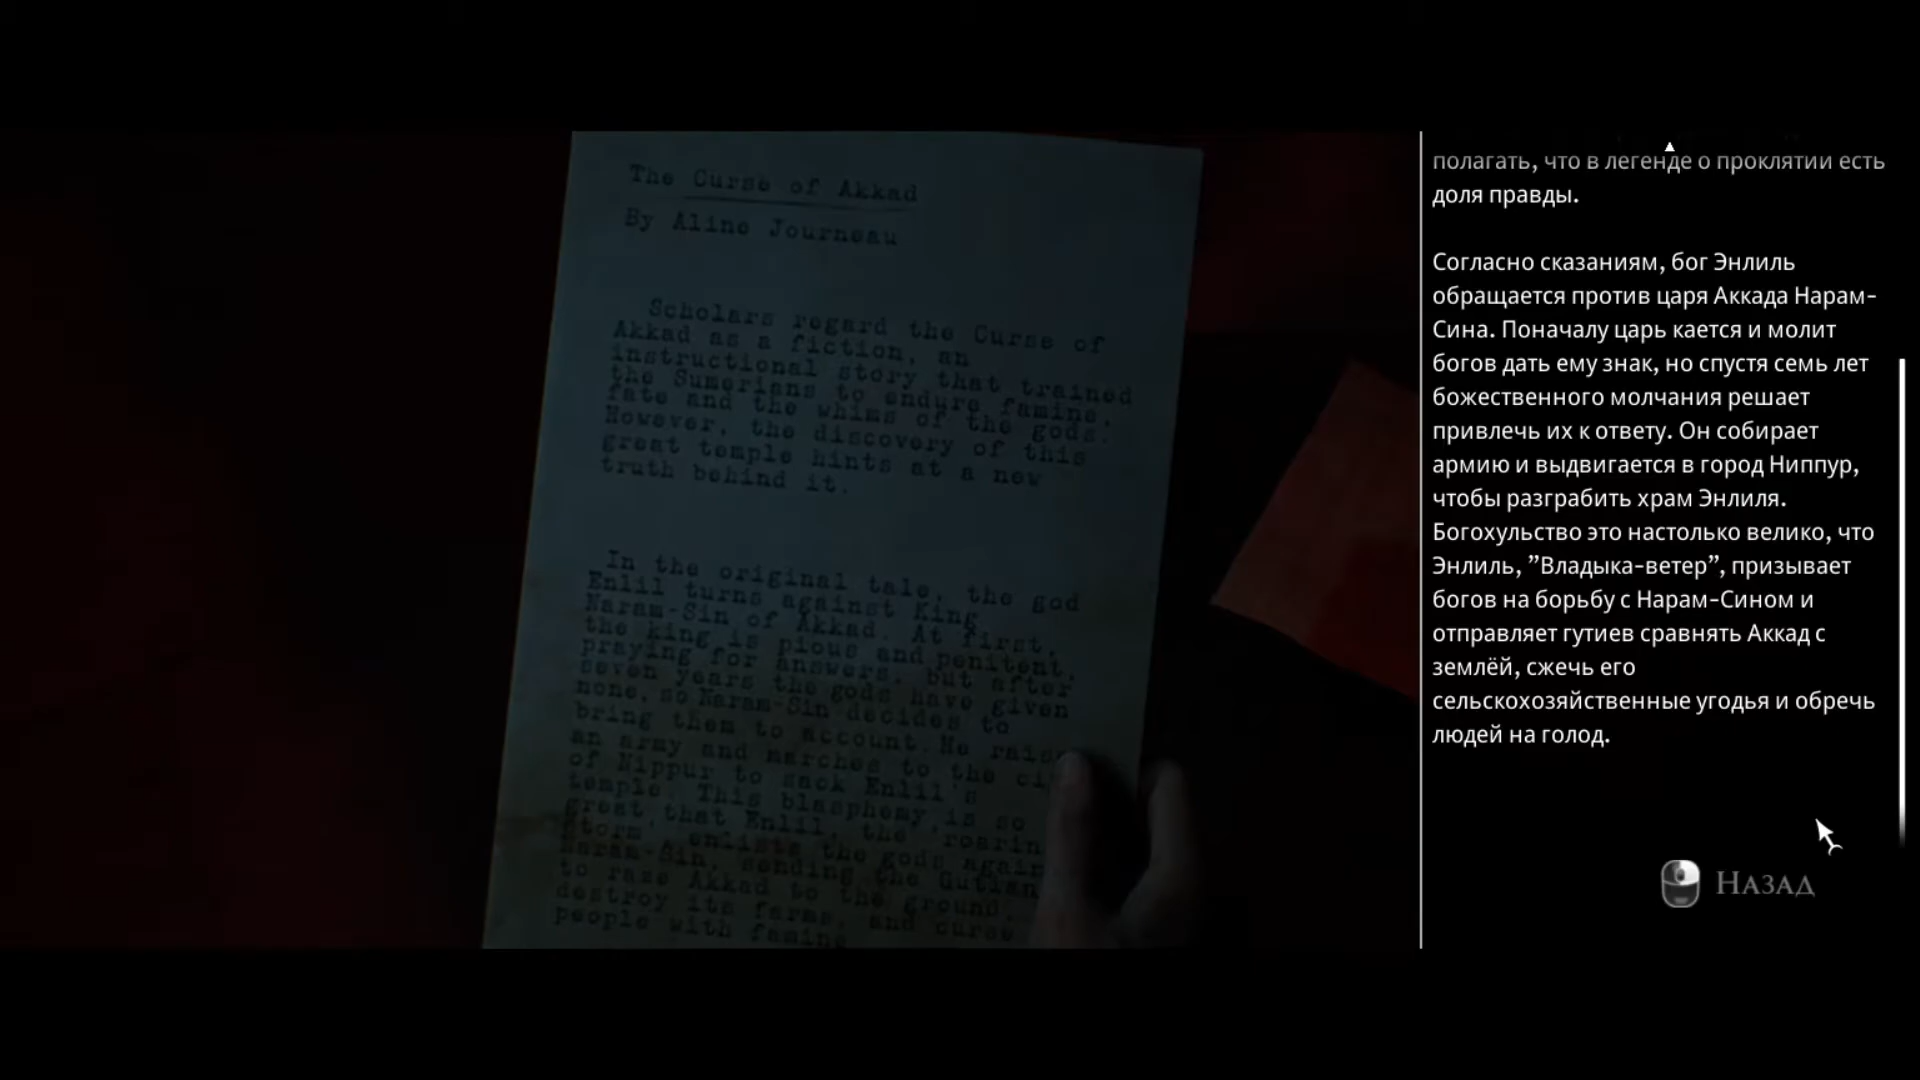 The Curse of Akkad
By Aline Journeau
Scholars regard the Curse of
Akkad as a fiction, an
instructional story that trained
the Sumerians to endure famine,
fate and the whims of the gods.
However, the discovery of this
great temple hints at a new
truth behind it.
In the original tale, the god
Enlil turns against King
Naram-Sin of Akkad. At first,
the king is pious and penitent,
praying for answers, but after
seven years the gods have given
none, so Naram-Sin decides to
bring them to account. He
an army and marches to the
of Nippur to sack Enlil's
temple. This blasphemy is so
great that Enlil, the
storm, enlists the gods
Naram-Sin, sending the Gutian
to raze Akkad to the ground,
destroy its farms, and curse
people with famine
полагать, что в легенде о проклятии есть
доля правды.
Согласно сказаниям, бог Энлиль
обращается против царя Аккада Нарам-
Сина. Поначалу царь кается и молит
богов дать ему знак, но спустя семь лет
божественного молчания решает
привлечь их к ответу. Он собирает
армию и выдвигается в город Ниппур,
чтобы разграбить храм Энлиля.
Богохульство это настолько велико, что
Энлиль, ”Владыка-ветер”, призывает
богов на борьбу с Нарам-Сином и
отправляет гутиев сравнять Аккад с
землёй, сжечь его
сельскохозяйственные угодья и обречь
людей на голод.
Назад